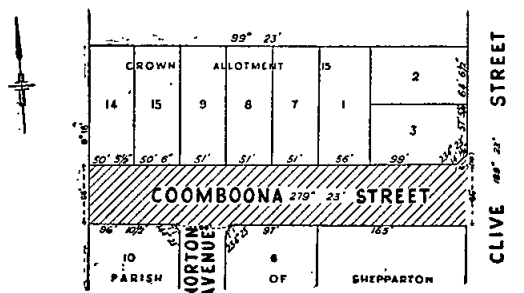 99° 23'
CROWN ALLOTMENT 15
2
14 15 9 8 7 1
3
50' 5½" 50' 6" 51' 51' 51' 56' 99'
COOMBOONA 279° 23' STREET
CLIVE STREET
96' 10½" 97' 165'
NORTON AVENUE
10 6
PARISH OF SHEPPARTON